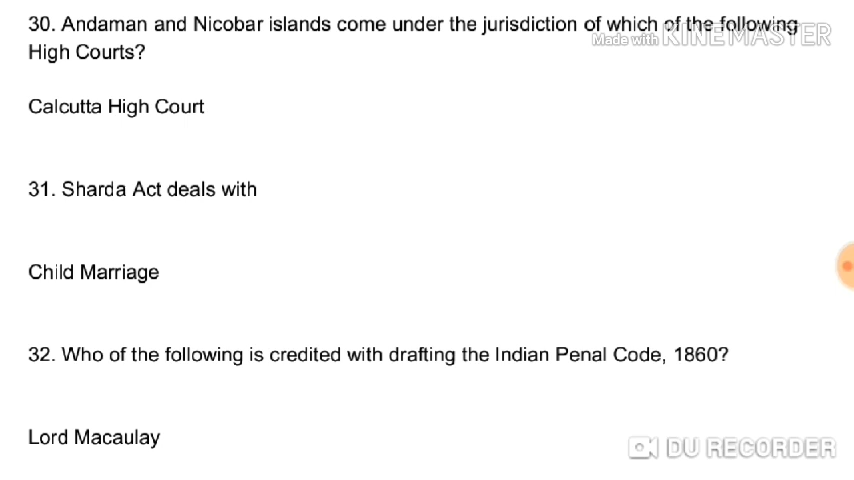 30. Andaman and Nicobar islands come under the jurisdiction of which of the following
Made with KINEMASTER
High Courts?
Calcutta High Court
31. Sharda Act deals with
Child Marriage
32. Who of the following is credited with drafting the Indian Penal Code, 1860?
Lord Macaulay
DU RECORDER